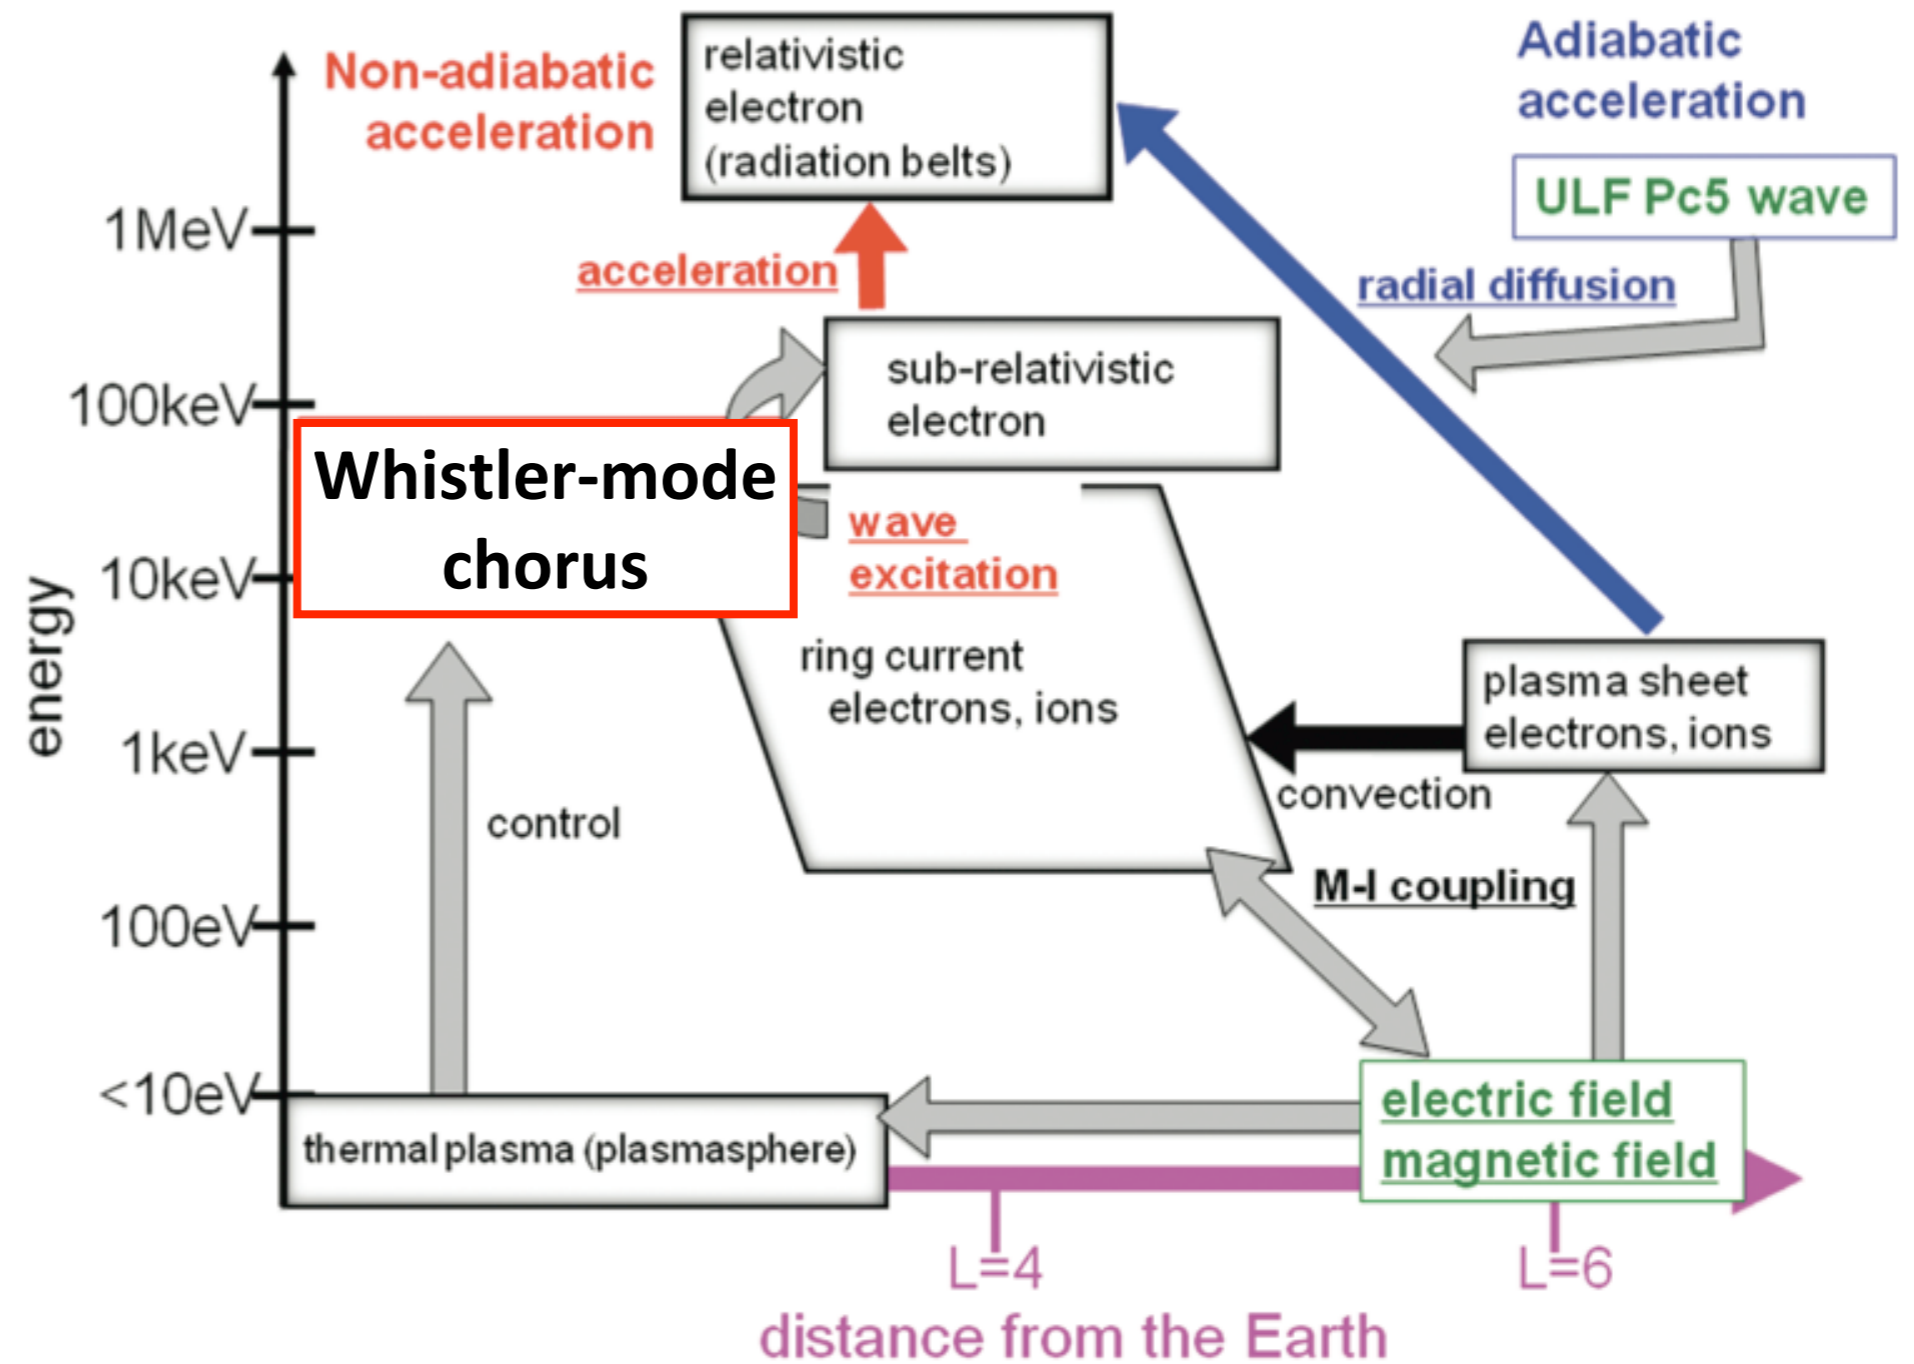 Non-adiabatic
acceleration
relativistic
electron
(radiation belts)
Adiabatic
acceleration
ULF Pc5 wave
1MeV
acceleration
radial diffusion
sub-relativistic
electron
100keV
Whistler-mode
chorus
wave
excitation
10keV
energy
ring current
electrons, ions
plasma sheet
electrons, ions
1keV
convection
control
M-I coupling
100eV
<10eV
thermal plasma (plasmasphere)
electric field
magnetic field
L=4
L=6
distance from the Earth